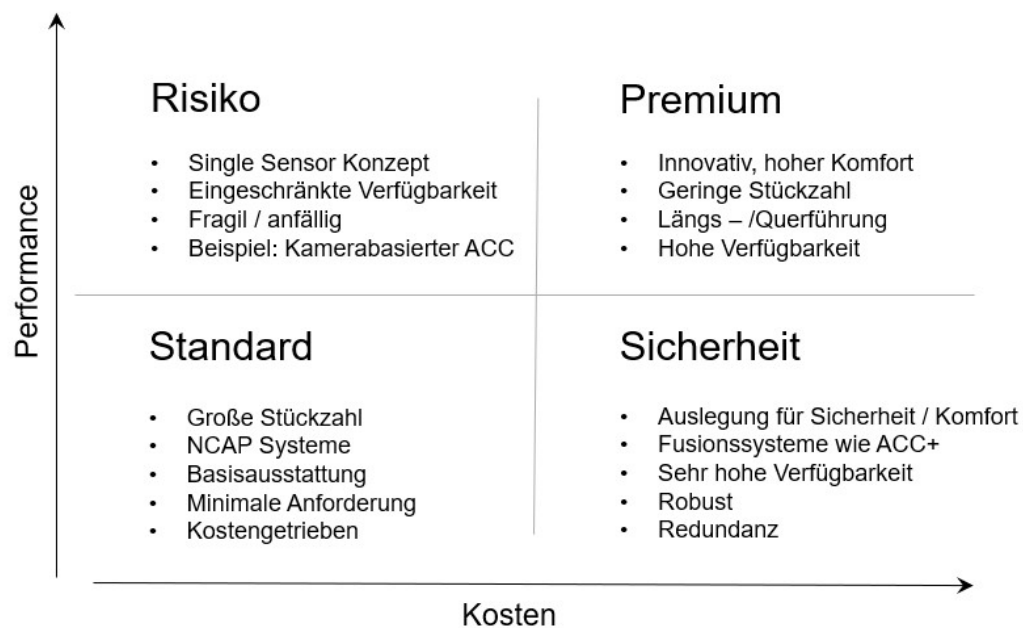 Performance
Risiko
• Single Sensor Konzept
• Eingeschränkte Verfügbarkeit
• Fragil / anfällig
• Beispiel: Kamerabasierter ACC
Premium
• Innovativ, hoher Komfort
• Geringe Stückzahl
• Längs – /Querführung
• Hohe Verfügbarkeit
Standard
• Große Stückzahl
• NCAP Systeme
• Basisausstattung
• Minimale Anforderung
• Kostengetrieben
Sicherheit
• Auslegung für Sicherheit / Komfort
• Fusionssysteme wie ACC+
• Sehr hohe Verfügbarkeit
• Robust
• Redundanz
Kosten